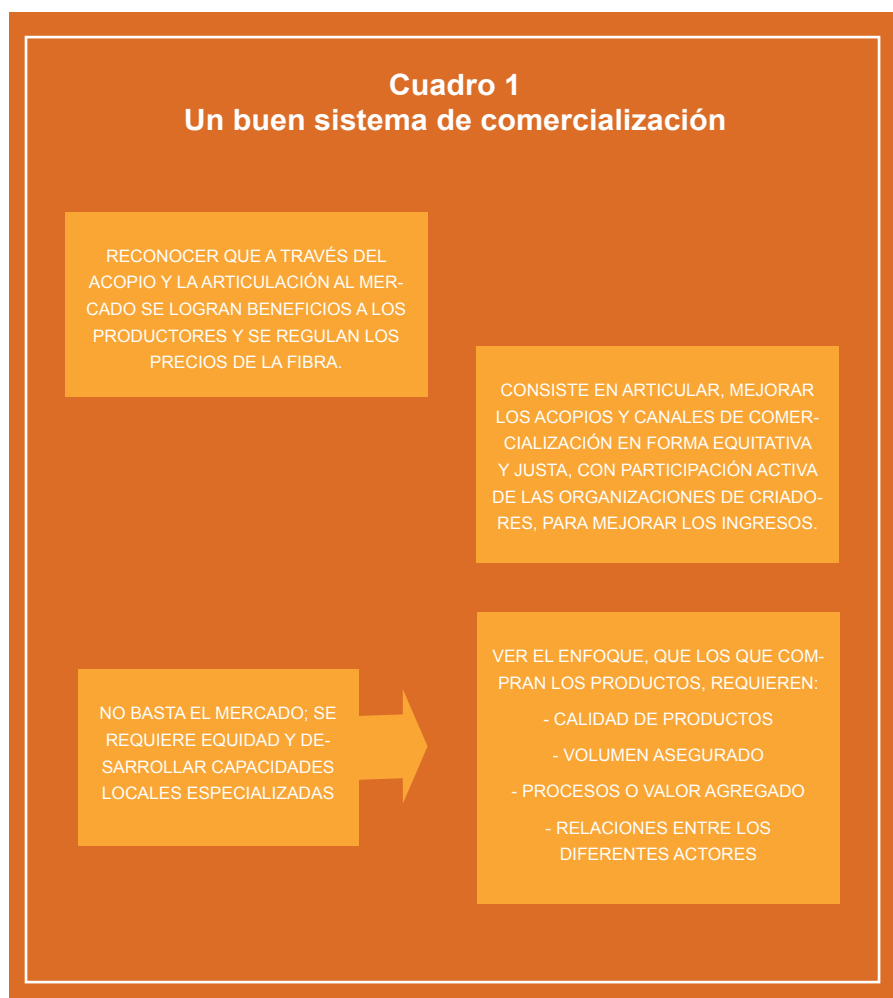 Cuadro 1
Un buen sistema de comercialización
RECONOCER QUE A TRAVÉS DEL
ACOPIO Y LA ARTICULACIÓN AL MER-
CADO SE LOGRAN BENEFICIOS A LOS
PRODUCTORES Y SE REGULAN LOS
PRECIOS DE LA FIBRA.
CONSISTE EN ARTICULAR, MEJORAR
LOS ACOPIOS Y CANALES DE COMER-
CIALIZACIÓN EN FORMA EQUITATIVA
Y JUSTA, CON PARTICIPACIÓN ACTIVA
DE LAS ORGANIZACIONES DE CRIADO-
RES, PARA MEJORAR LOS INGRESOS.
NO BASTA EL MERCADO; SE
REQUIERE EQUIDAD Y DE-
SARROLLAR CAPACIDADES
LOCALES ESPECIALIZADAS
VER EL ENFOQUE, QUE LOS QUE COM-
PRAN LOS PRODUCTOS, REQUIEREN:
- CALIDAD DE PRODUCTOS
- VOLUMEN ASEGURADO
- PROCESOS O VALOR AGREGADO
- RELACIONES ENTRE LOS
DIFERENTES ACTORES